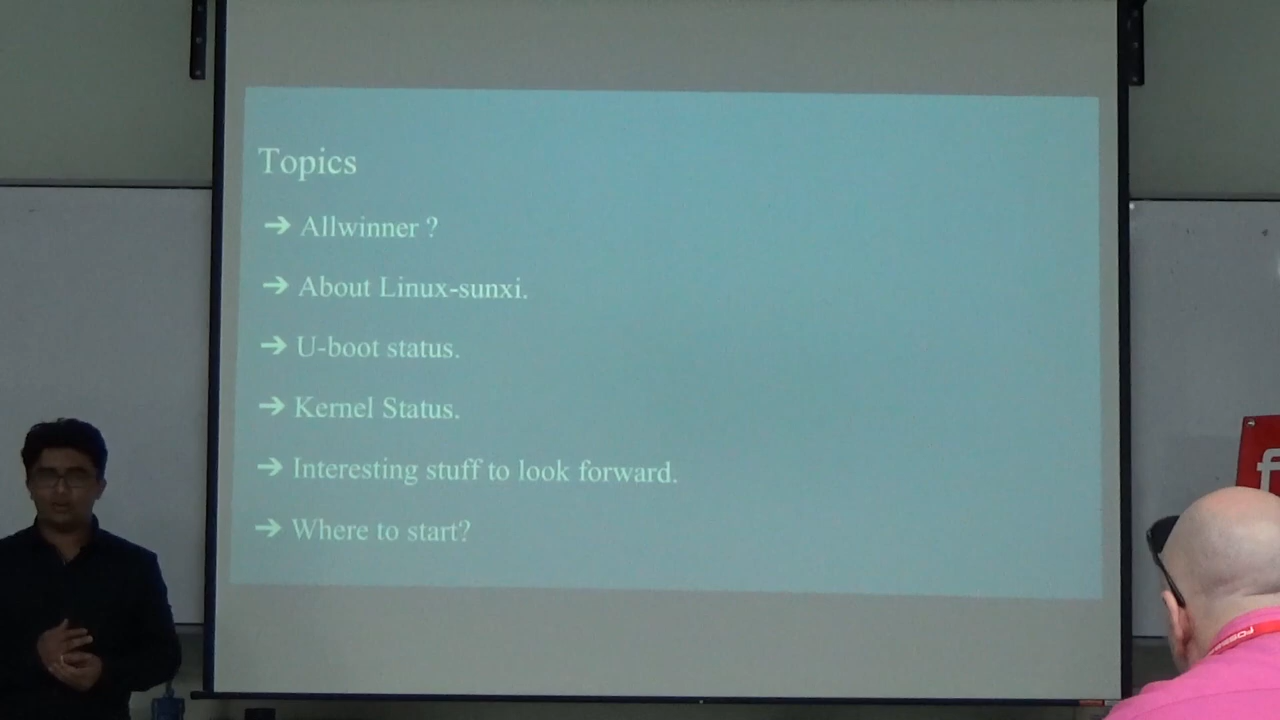 Topics
➔ Allwinner ?
➔ About Linux-sunxi.
➔ U-boot status.
➔ Kernel Status.
➔ Interesting stuff to look forward.
➔ Where to start?
f